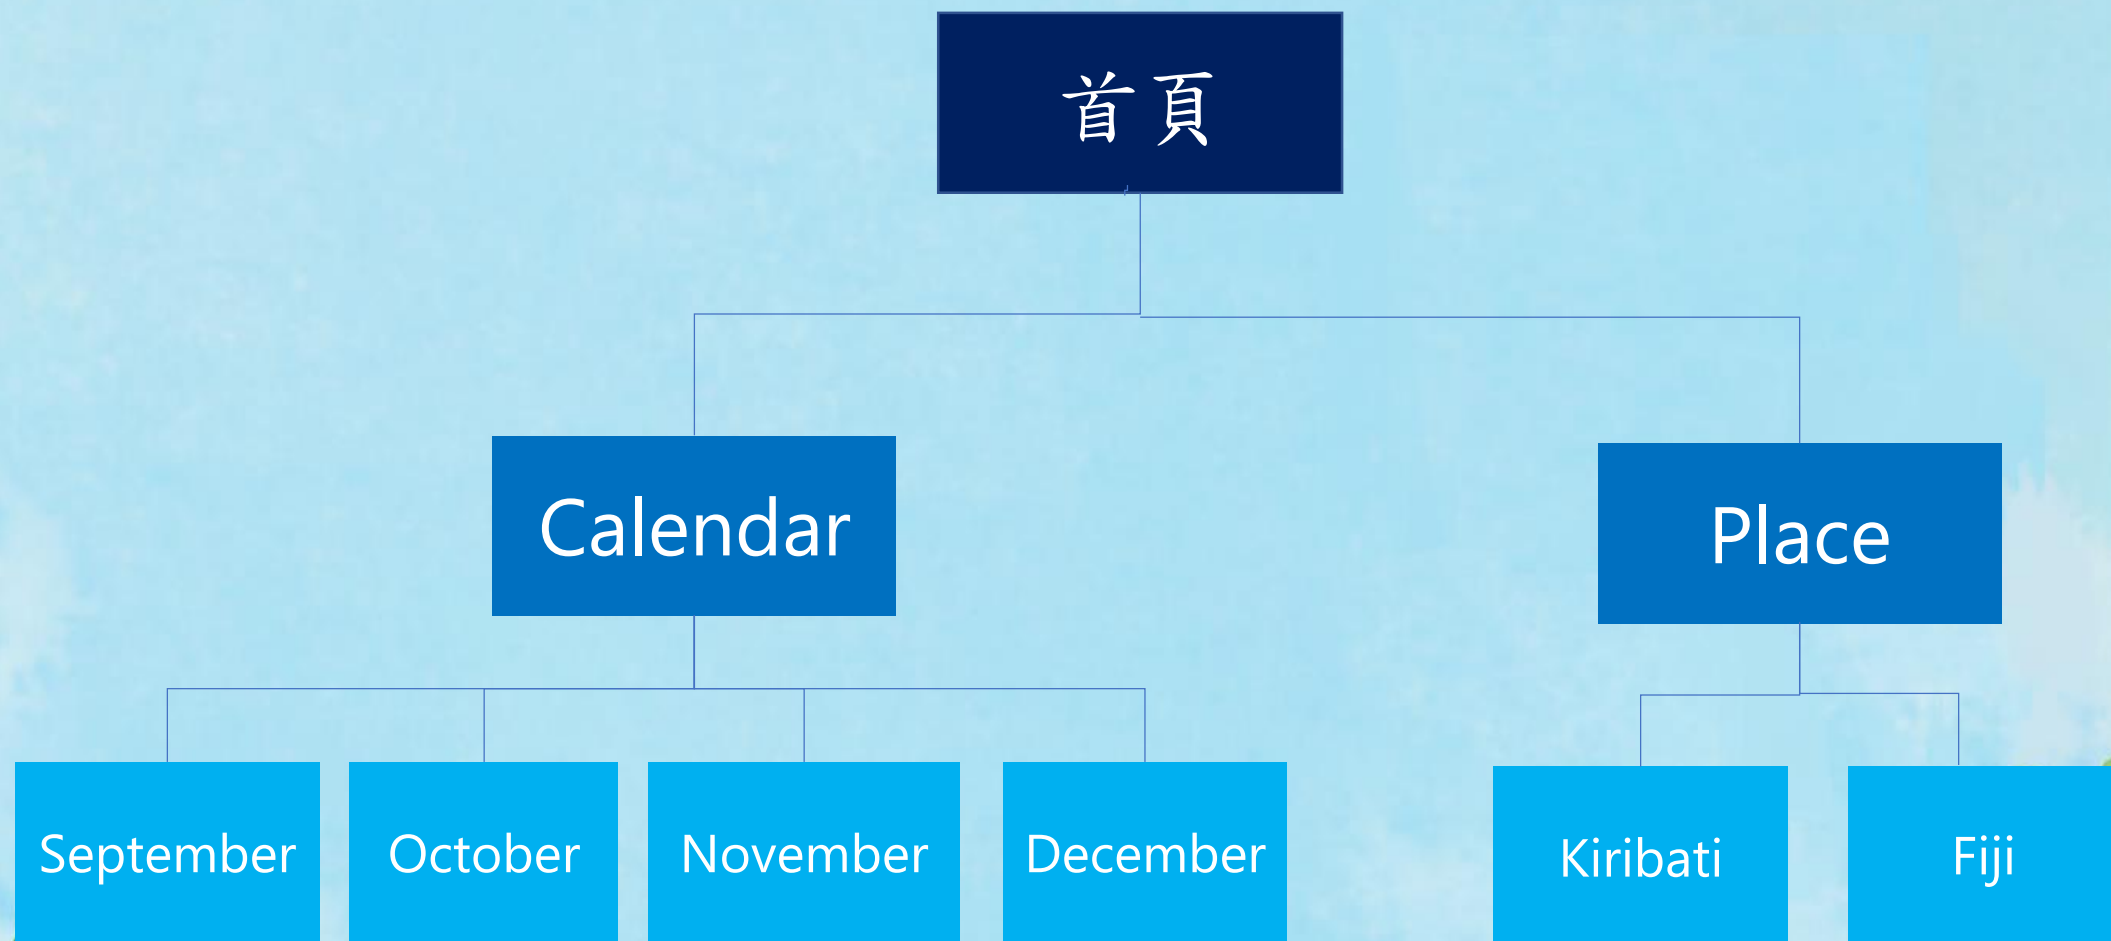 首頁
Calendar
Place
September
October
November
December
Kiribati
Fiji